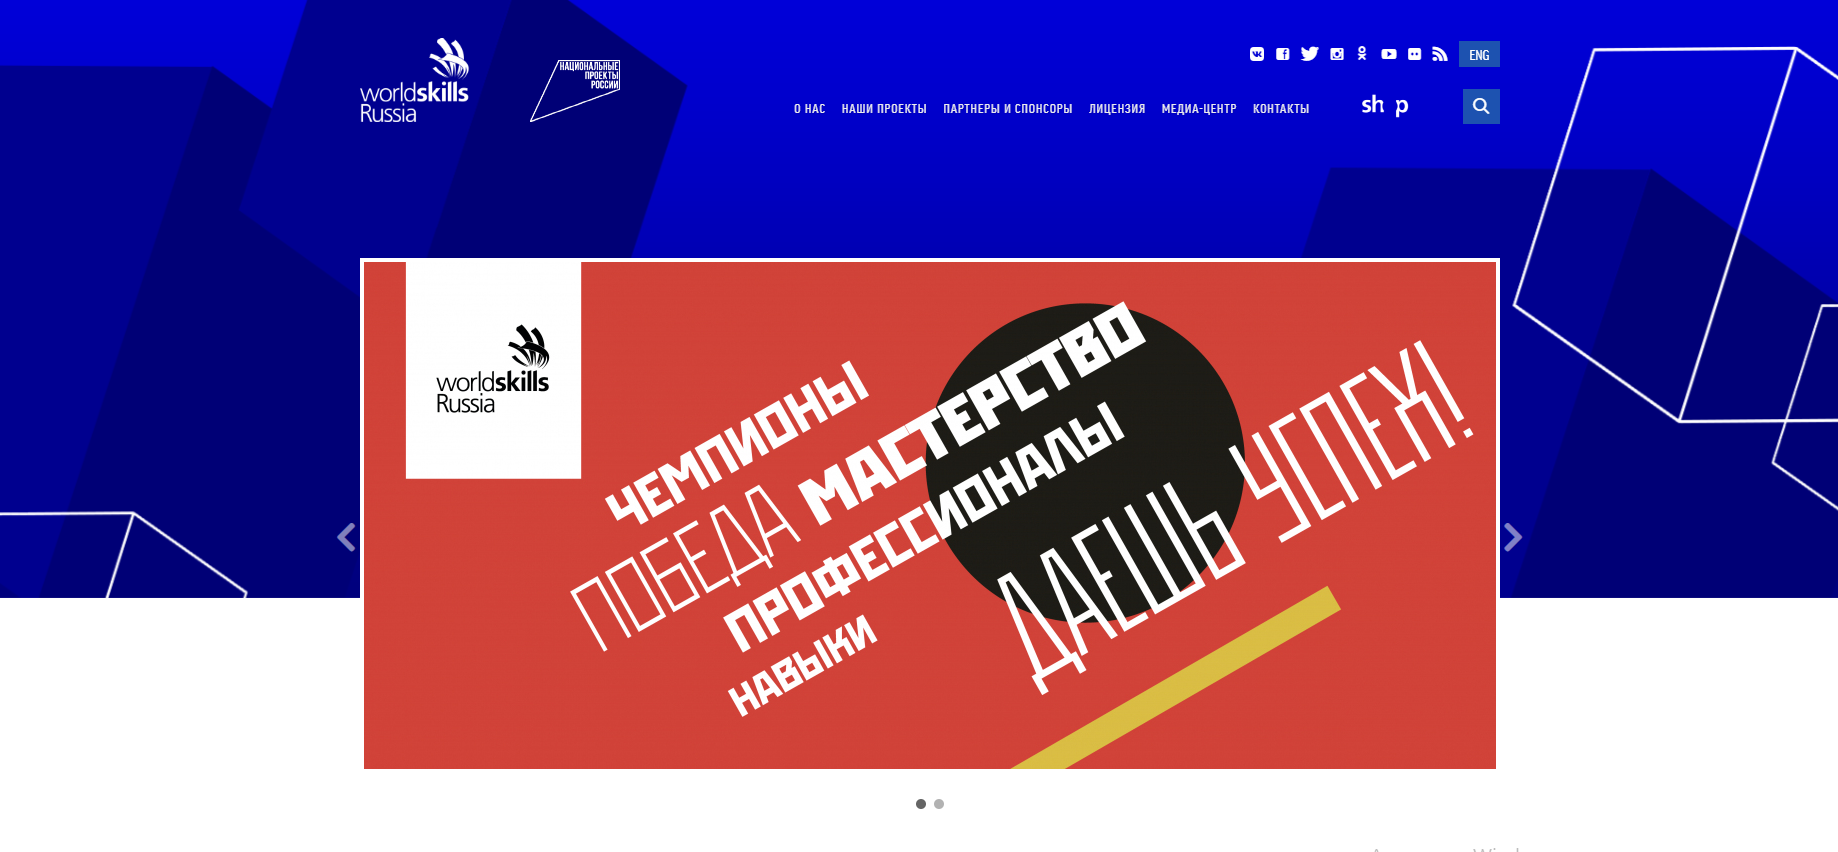 worldskills
Russia
НАЦИОНАЛЬНЫЕ
ПРОЕКТЫ
РОССИИ
ENG
О НАС НАШИ ПРОЕКТЫ ПАРТНЕРЫ И СПОНСОРЫ ЛИЦЕНЗИЯ МЕДИА-ЦЕНТР КОНТАКТЫ
sh p
worldskills
Russia
ЧЕМПИОНЫ
ПОБЕДА МАСТЕРСТВО
ПРОФЕССИОНАЛЫ
НАВЫКИ
ДАЕШЬ УСПЕХ!